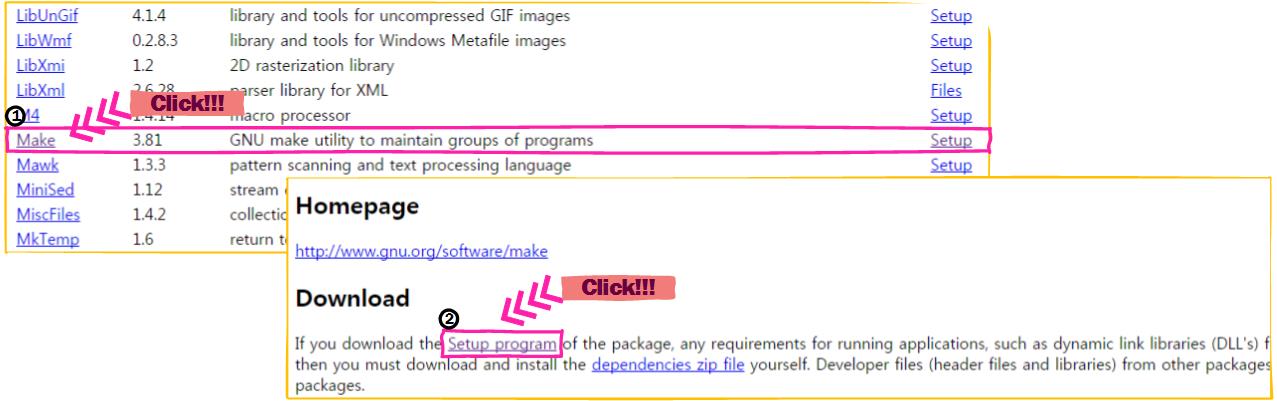 LibUnGif 4.1.4 library and tools for uncompressed GIF images Setup
LibWmf 0.2.8.3 library and tools for Windows Metafile images Setup
LibXmi 1.2 2D rasterization library Setup
LibXml 2.6.28 parser library for XML Files
Click!!!
① M4 1.4.14 macro processor Setup
Make 3.81 GNU make utility to maintain groups of programs Setup
Mawk 1.3.3 pattern scanning and text processing language Setup
MiniSed 1.12 stream
MiscFiles 1.4.2 collectio
MkTemp 1.6 return t
Homepage
http://www.gnu.org/software/make
Click!!!
Download
②
If you download the Setup program of the package, any requirements for running applications, such as dynamic link libraries (DLL's) f
then you must download and install the dependencies zip file yourself. Developer files (header files and libraries) from other packages
packages.